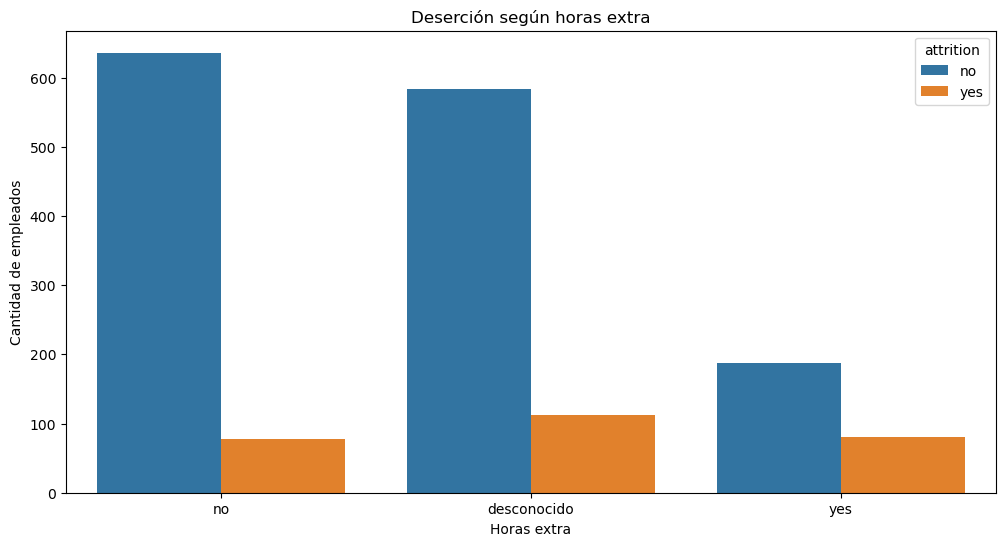 Deserción según horas extra
attrition
no
yes
Cantidad de empleados
600
500
400
300
200
100
0
no
desconocido
yes
Horas extra